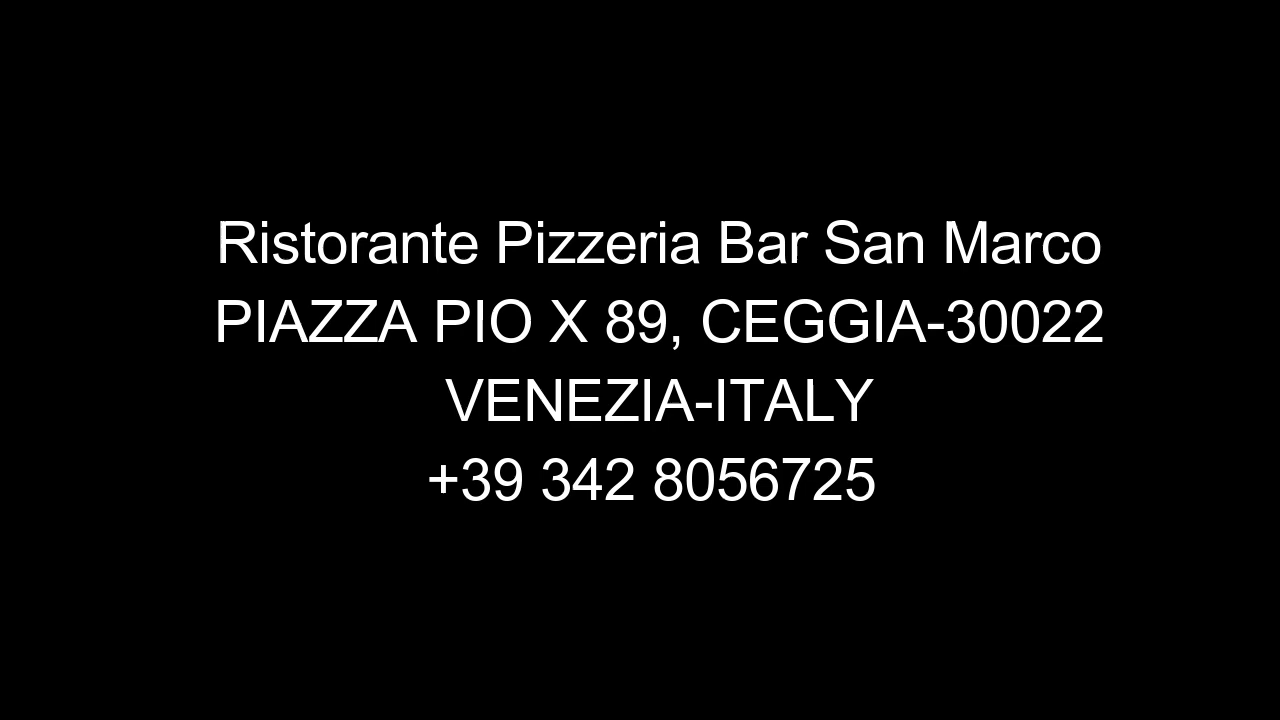 Ristorante Pizzeria Bar San Marco
PIAZZA PIO X 89, CEGGIA-30022
VENEZIA-ITALY
+39 342 8056725